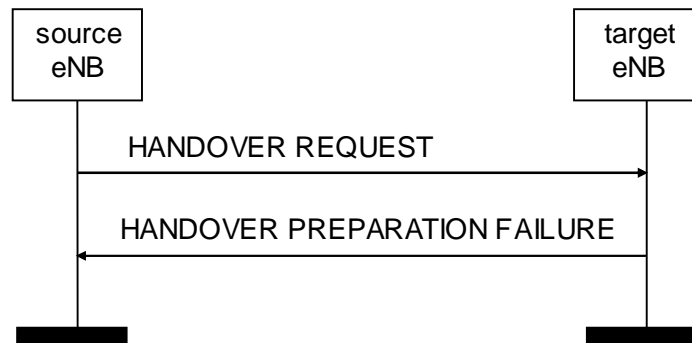 source
eNB
target
eNB
HANDOVER REQUEST
HANDOVER PREPARATION FAILURE